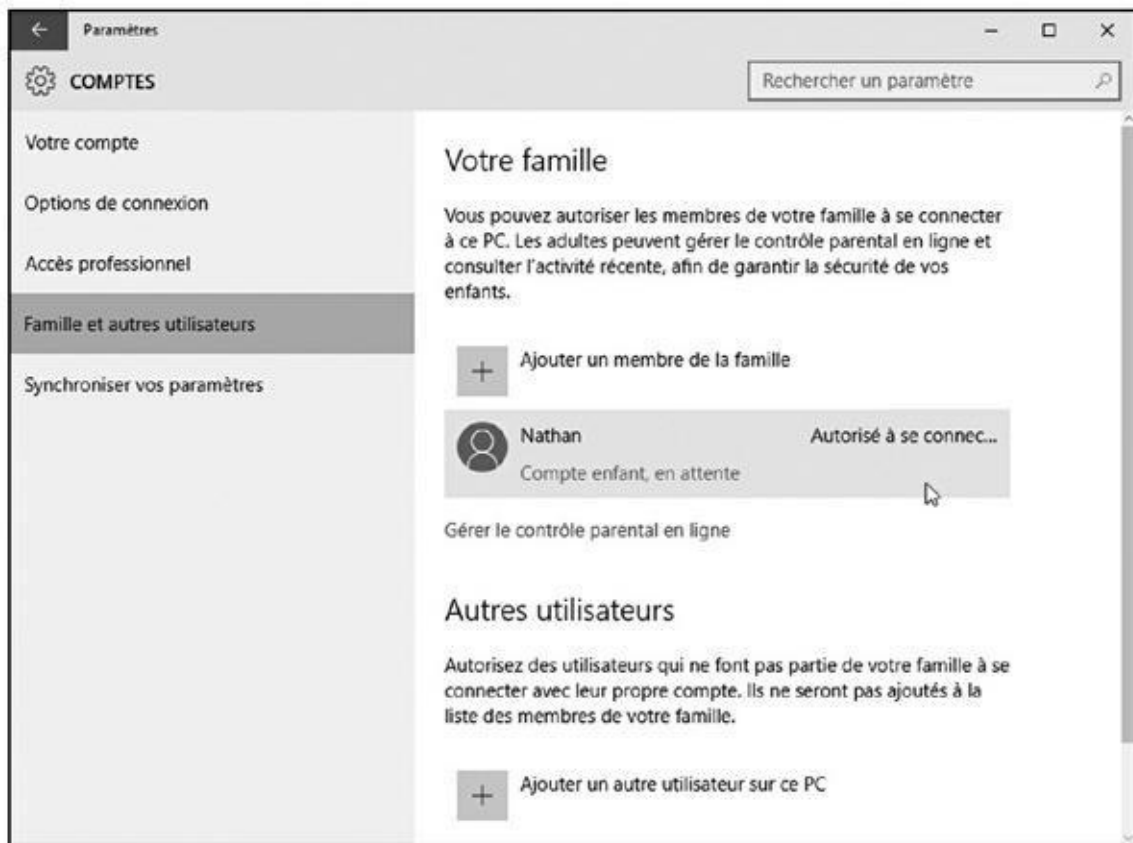 Paramètres
COMPTES
Rechercher un paramètre
Votre compte
Options de connexion
Accès professionnel
Famille et autres utilisateurs
Synchroniser vos paramètres
Votre famille
Vous pouvez autoriser les membres de votre famille à se connecter
à ce PC. Les adultes peuvent gérer le contrôle parental en ligne et
consulter l'activité récente, afin de garantir la sécurité de vos
enfants.
Ajouter un membre de la famille
Nathan Autorisé à se connec...
Compte enfant, en attente
Gérer le contrôle parental en ligne
Autres utilisateurs
Autorisez des utilisateurs qui ne font pas partie de votre famille à se
connecter avec leur propre compte. Ils ne seront pas ajoutés à la
liste des membres de votre famille.
Ajouter un autre utilisateur sur ce PC